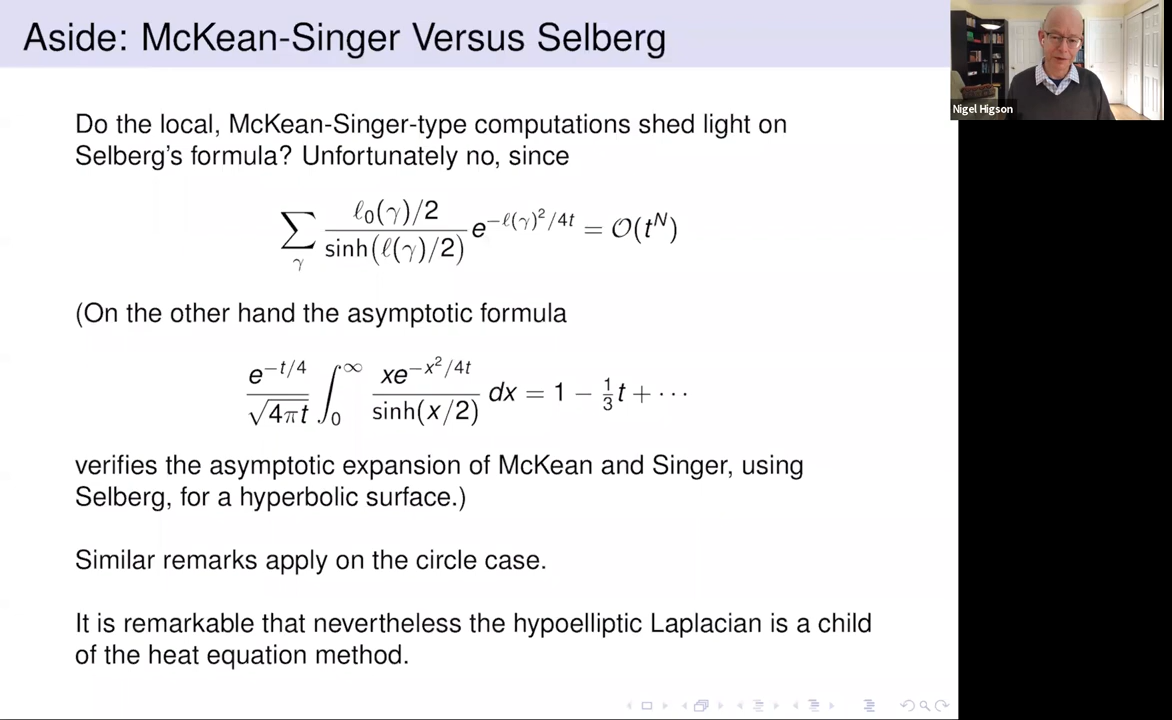 Aside: McKean-Singer Versus Selberg
Nigel Higson
Do the local, McKean-Singer-type computations shed light on
Selberg's formula? Unfortunately no, since
∑_γ (ℓ₀(γ)/2)/(sinh(ℓ(γ)/2)) e^{−ℓ(γ)²/4t} = 𝒪(t^N)
(On the other hand the asymptotic formula
e^{−t/4}/√(4πt) ∫₀^∞ xe^{−x²/4t}/sinh(x/2) dx = 1 − ⅓t + ···
verifies the asymptotic expansion of McKean and Singer, using
Selberg, for a hyperbolic surface.)
Similar remarks apply on the circle case.
It is remarkable that nevertheless the hypoelliptic Laplacian is a child
of the heat equation method.